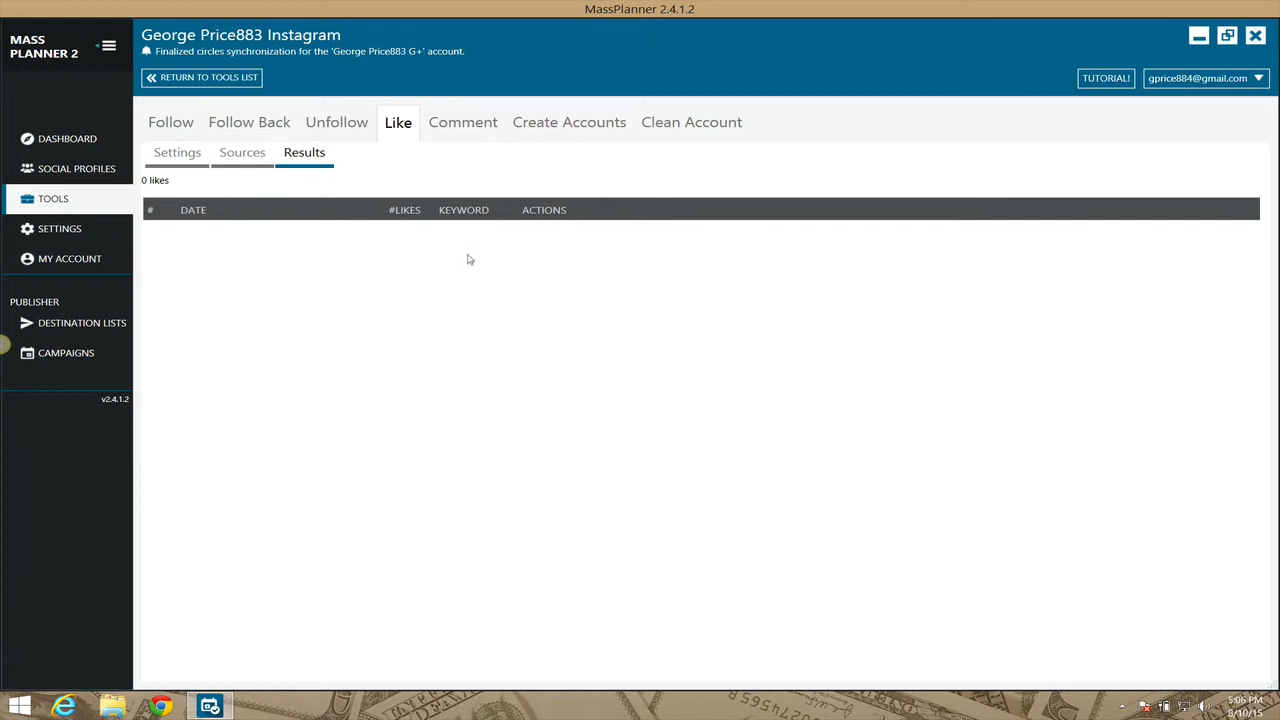 MassPlanner 2.4.1.2
MASS
PLANNER 2
George Price883 Instagram
Finalized circles synchronization for the 'George Price883 G+' account.
RETURN TO TOOLS LIST
TUTORIAL!
gprice884@gmail.com
Follow Follow Back Unfollow Like Comment Create Accounts Clean Account
Settings Sources Results
0 likes
# DATE #LIKES KEYWORD ACTIONS
DASHBOARD
SOCIAL PROFILES
TOOLS
SETTINGS
MY ACCOUNT
PUBLISHER
DESTINATION LISTS
CAMPAIGNS
v2.4.1.2
5:06 PM
8/10/15